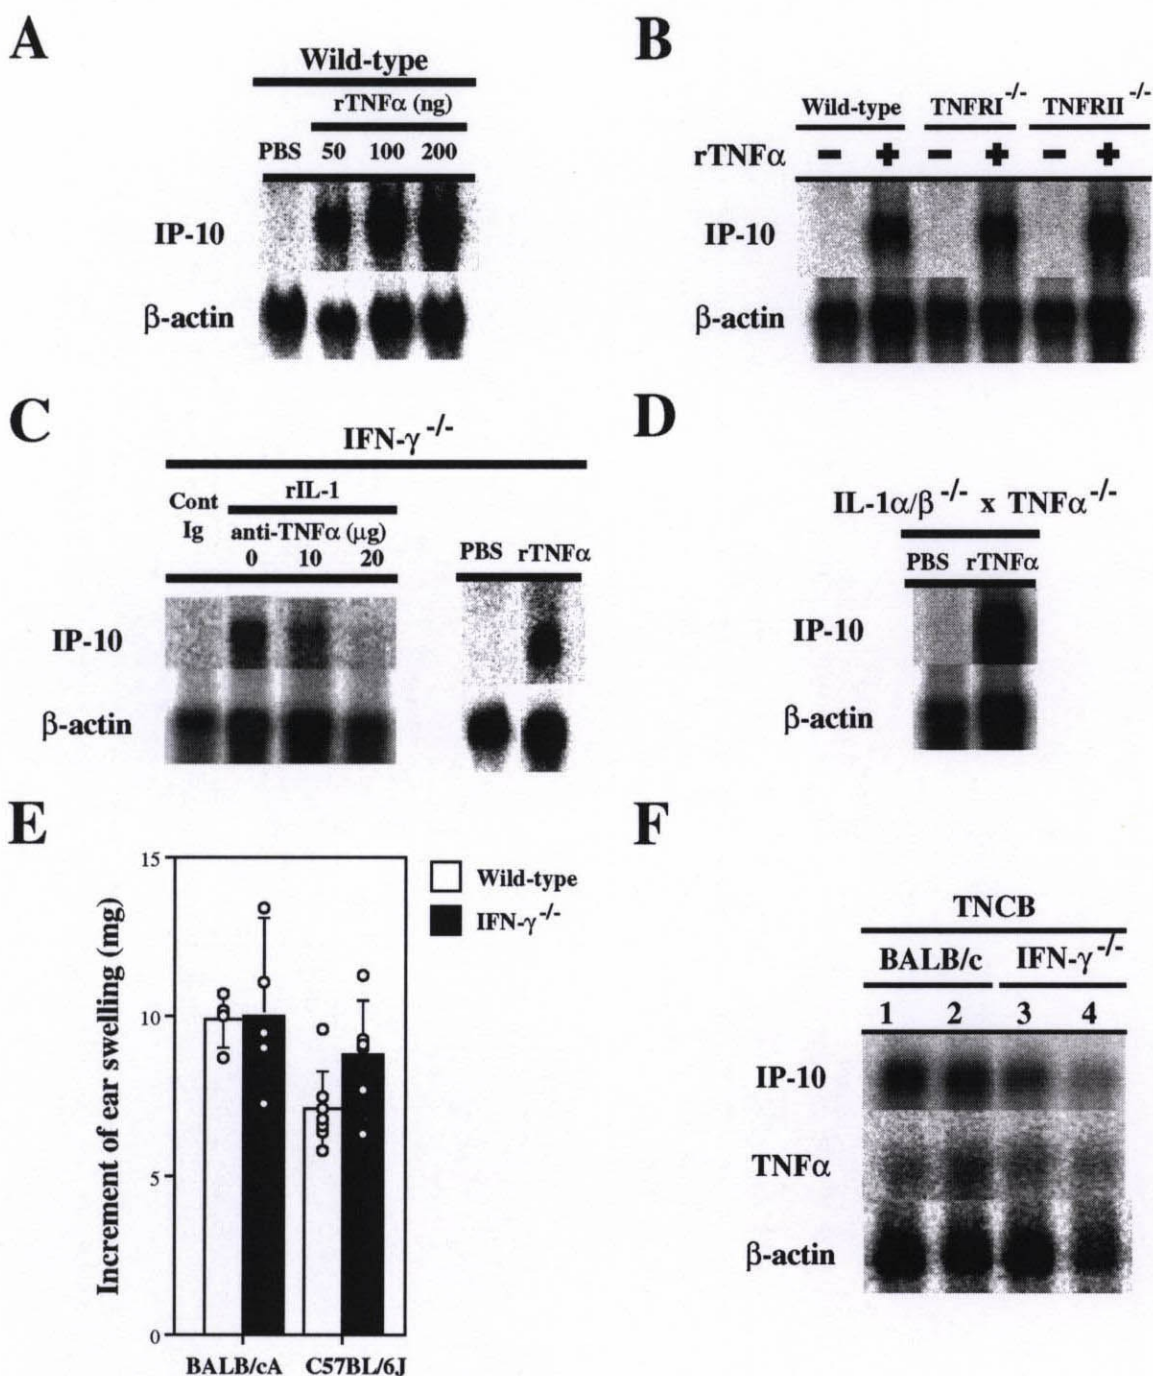 A
Wild-type
rTNFα (ng)
PBS 50 100 200
IP-10
β-actin
B
Wild-type TNFRI -/- TNFRII -/-
rTNFα - + - + - +
IP-10
β-actin
C
IFN-γ -/-
Cont Ig
rIL-1
anti-TNFα (μg)
0 10 20
PBS rTNFα
IP-10
β-actin
D
IL-1α/β -/- x TNFα -/-
PBS rTNFα
IP-10
β-actin
E
Increment of ear swelling (mg)
15
10
5
0
BALB/cA C57BL/6J
Wild-type
IFN-γ -/-
F
TNCB
BALB/c IFN-γ -/-
1 2 3 4
IP-10
TNFα
β-actin